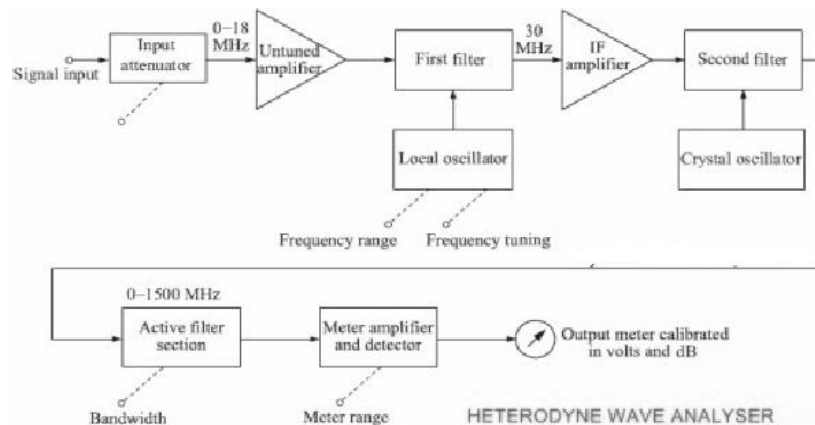 0–18
MHz
30
MHz
Signal input
Input
attenuator
Untuned
amplifier
First filter
IF
amplifier
Second filter
Local oscillator
Crystal oscillator
Frequency range
Frequency tuning
0–1500 MHz
Active filter
section
Meter amplifier
and detector
Output meter calibrated
in volts and dB
Bandwidth
Meter range
HETERODYNE WAVE ANALYSER